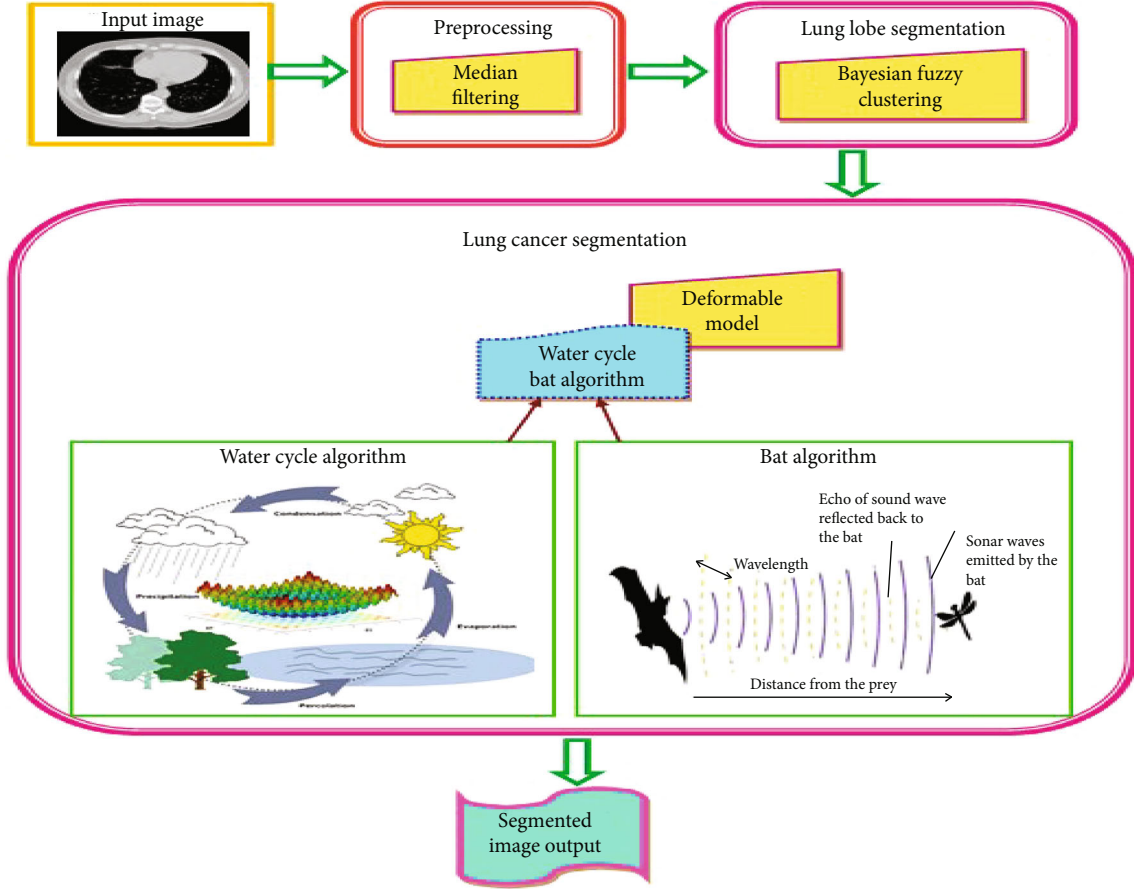 Input image
Preprocessing
Median
filtering
Lung lobe segmentation
Bayesian fuzzy
clustering
Lung cancer segmentation
Deformable
model
Water cycle
bat algorithm
Water cycle algorithm
Condensation
Precipitation
Evaporation
Percolation
Bat algorithm
Echo of sound wave
reflected back to
the bat
Sonar waves
emitted by the
bat
Wavelength
Distance from the prey
Segmented
image output